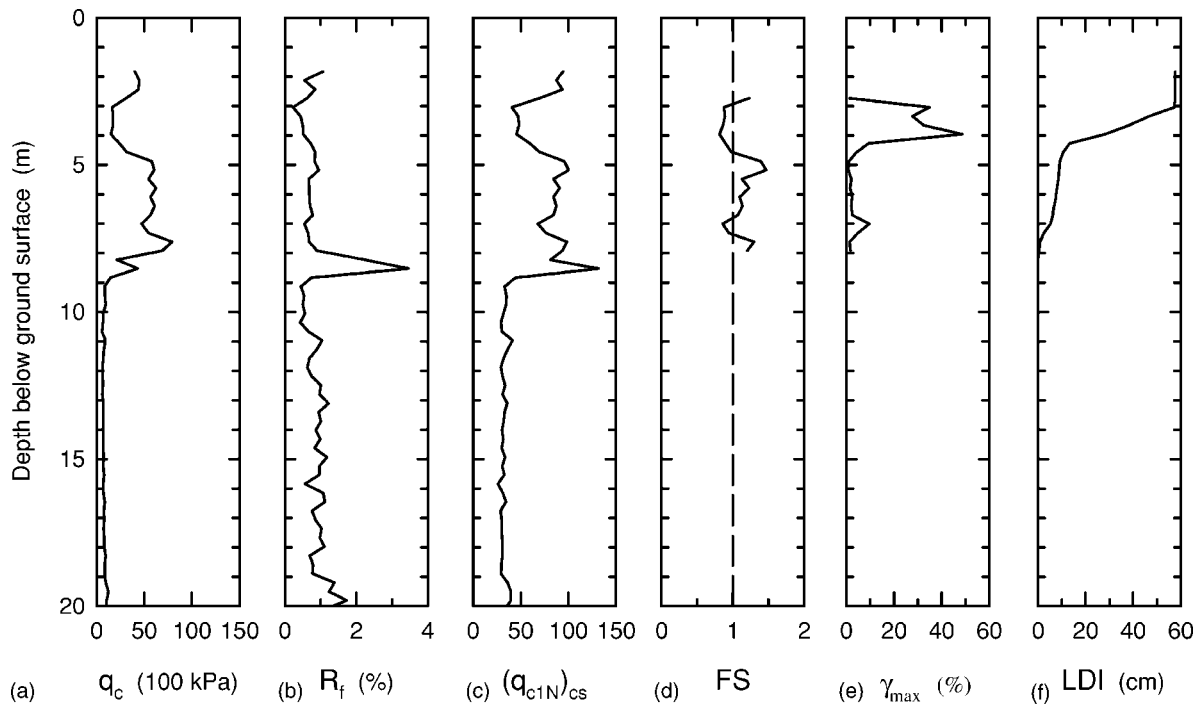 0
5
10
15
20
Depth below ground surface (m)
0 50 100 150
0 2 4
0 50 100 150
0 1 2
0 20 40 60
0 20 40 60
(a) q_c (100 kPa)
(b) R_f (%)
(c) (q_c1N)_cs
(d) FS
(e) γ_max (%)
(f) LDI (cm)